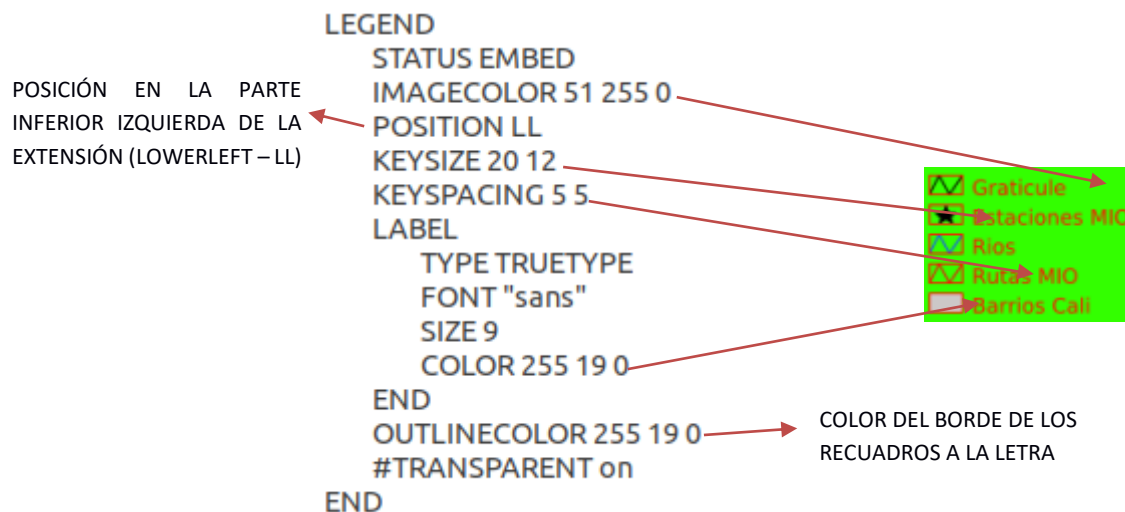 LEGEND
STATUS EMBED
IMAGECOLOR 51 255 0
POSITION LL
KEYSIZE 20 12
KEYSPACING 5 5
LABEL
TYPE TRUETYPE
FONT "sans"
SIZE 9
COLOR 255 19 0
END
OUTLINECOLOR 255 19 0
#TRANSPARENT on
END
POSICIÓN EN LA PARTE
INFERIOR IZQUIERDA DE LA
EXTENSIÓN (LOWERLEFT – LL)
Graticule
Estaciones MIO
Rios
Rutas MIO
Barrios Cali
COLOR DEL BORDE DE LOS
RECUADROS A LA LETRA